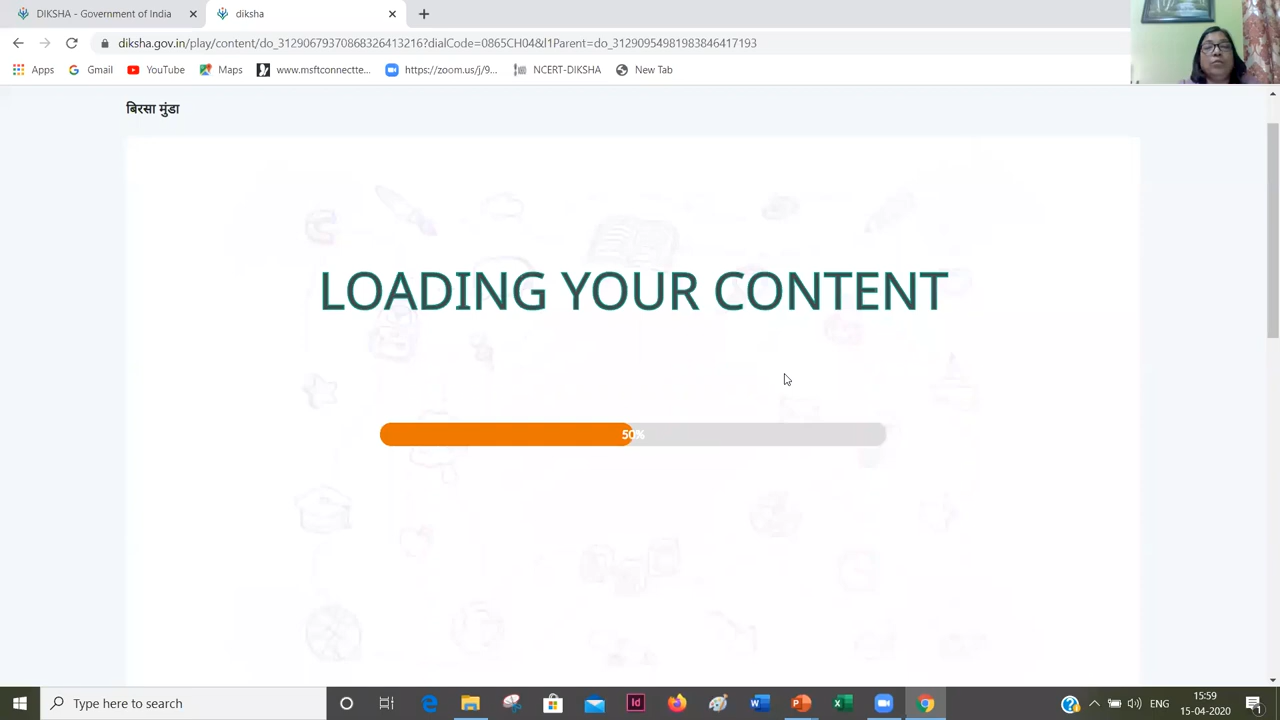 DIKSHA - Government of India
diksha
diksha.gov.in/play/content/do_31290679370868326413216?dialCode=0865CH04&l1Parent=do_31290954981983846417193
Apps Gmail YouTube Maps www.msftconnectte... https://zoom.us/j/9... NCERT-DIKSHA New Tab
बिरसा मुंडा
LOADING YOUR CONTENT
50%
Type here to search
ENG
15:59
15-04-2020